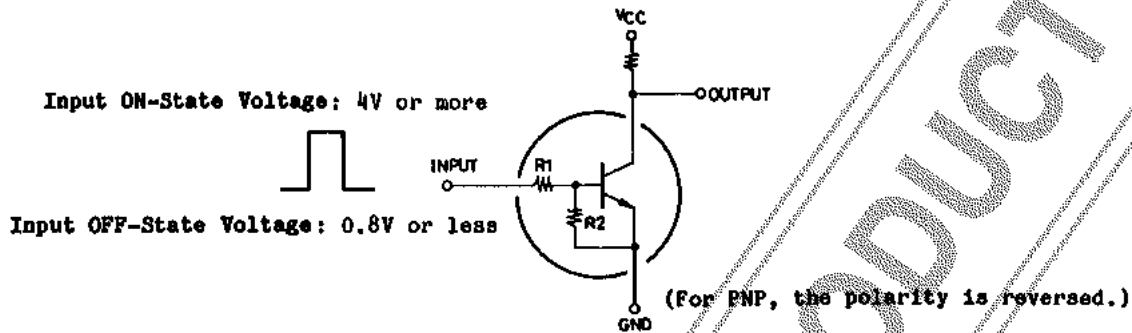 VCC
OUTPUT
Input ON-State Voltage: 4V or more
INPUT
R1
R2
Input OFF-State Voltage: 0.8V or less
(For PNP, the polarity is reversed.)
GND
ODUCT